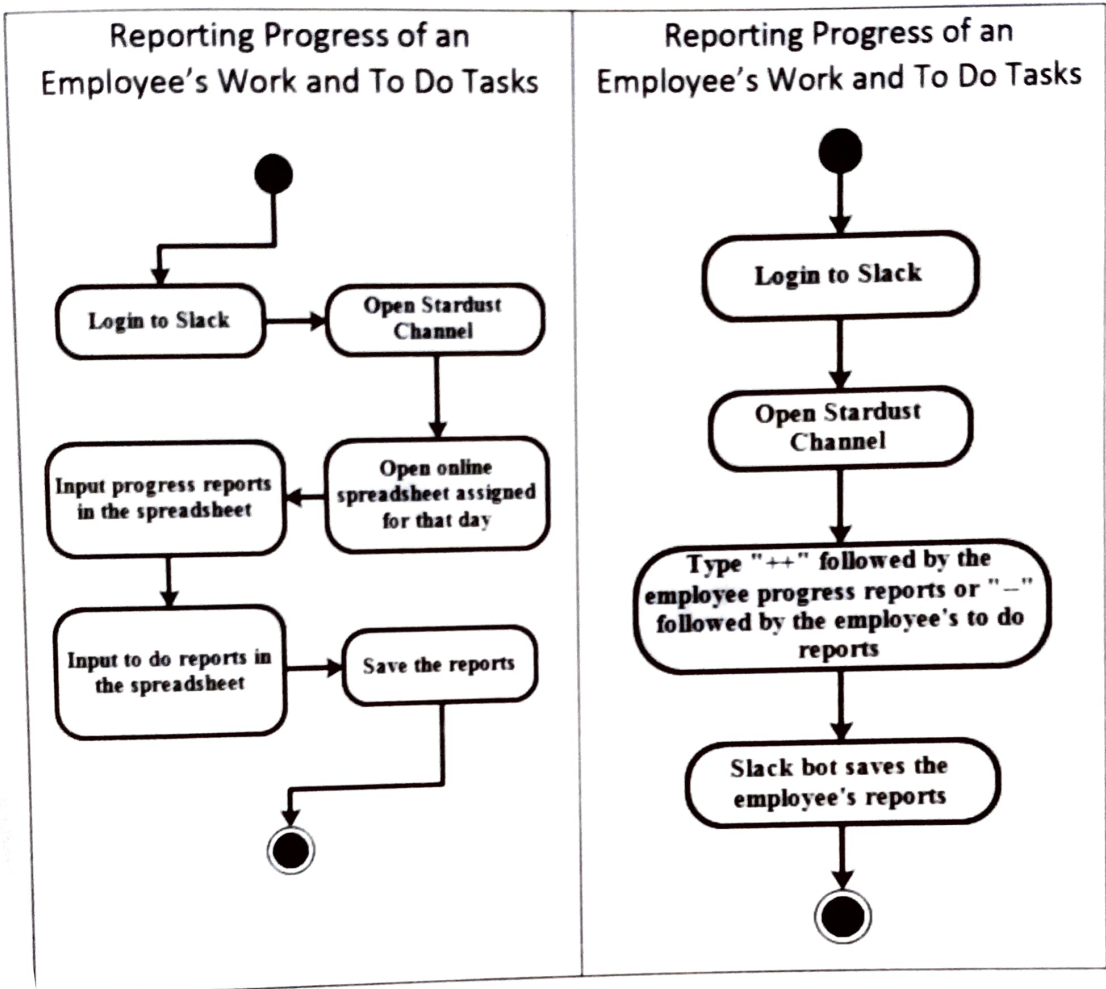 Reporting Progress of an
Employee's Work and To Do Tasks
Login to Slack
Open Stardust
Channel
Open online
spreadsheet assigned
for that day
Input progress reports
in the spreadsheet
Input to do reports in
the spreadsheet
Save the reports
Reporting Progress of an
Employee's Work and To Do Tasks
Login to Slack
Open Stardust
Channel
Type "++" followed by the
employee progress reports or "--"
followed by the employee's to do
reports
Slack bot saves the
employee's reports